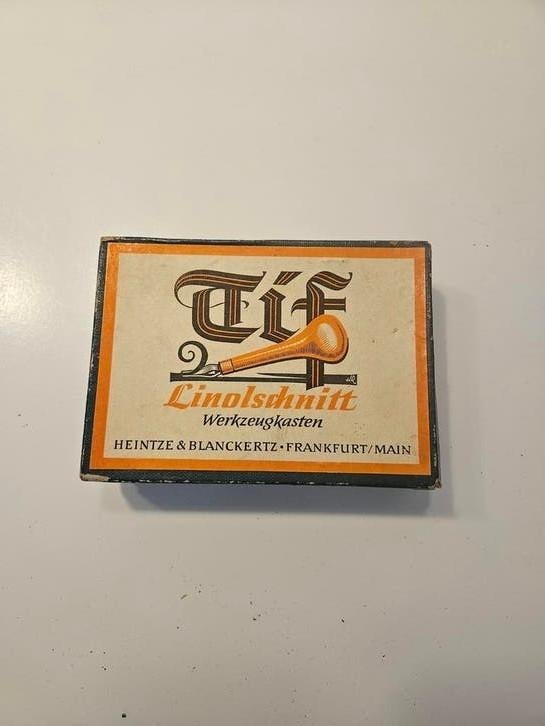 Tif
Linolschnitt
Werkzeugkasten
HEINTZE & BLANCKERTZ • FRANKFURT/MAIN